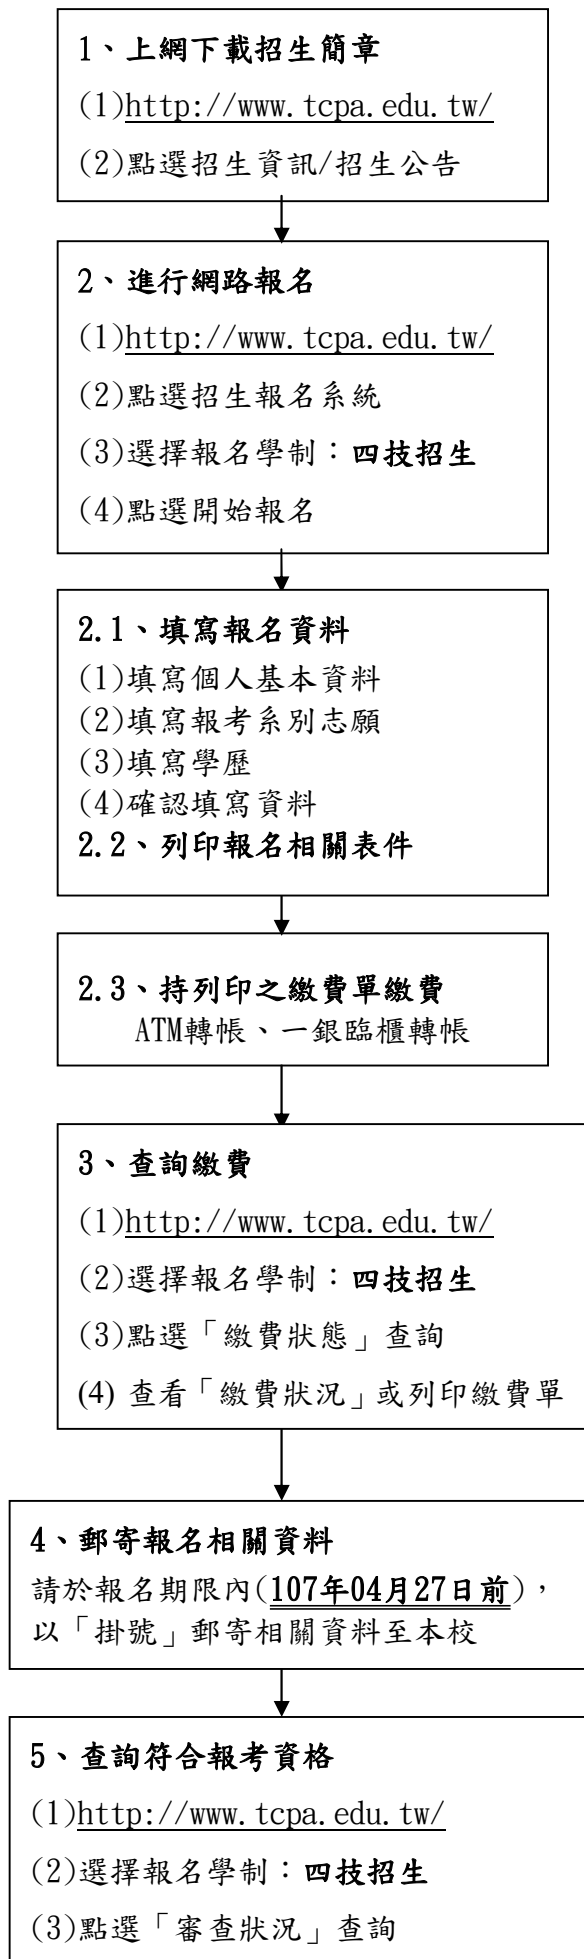 1、上網下載招生簡章
(1)http://www.tcpa.edu.tw/
(2)點選招生資訊/招生公告
2、進行網路報名
(1)http://www.tcpa.edu.tw/
(2)點選招生報名系統
(3)選擇報名學制：四技招生
(4)點選開始報名
2.1、填寫報名資料
(1)填寫個人基本資料
(2)填寫報考系別志願
(3)填寫學歷
(4)確認填寫資料
2.2、列印報名相關表件
2.3、持列印之繳費單繳費
ATM轉帳、一銀臨櫃轉帳
3、查詢繳費
(1)http://www.tcpa.edu.tw/
(2)選擇報名學制：四技招生
(3)點選「繳費狀態」查詢
(4) 查看「繳費狀況」或列印繳費單
4、郵寄報名相關資料
請於報名期限內(107年04月27日前)，
以「掛號」郵寄相關資料至本校
5、查詢符合報考資格
(1)http://www.tcpa.edu.tw/
(2)選擇報名學制：四技招生
(3)點選「審查狀況」查詢